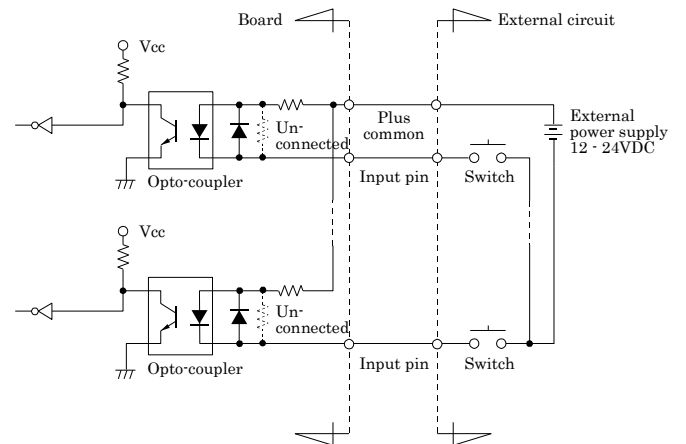 Board
External circuit
Vcc
Un-
connected
Plus
common
External
power supply
12 - 24VDC
Opto-coupler
Input pin
Switch
Vcc
Un-
connected
Opto-coupler
Input pin
Switch